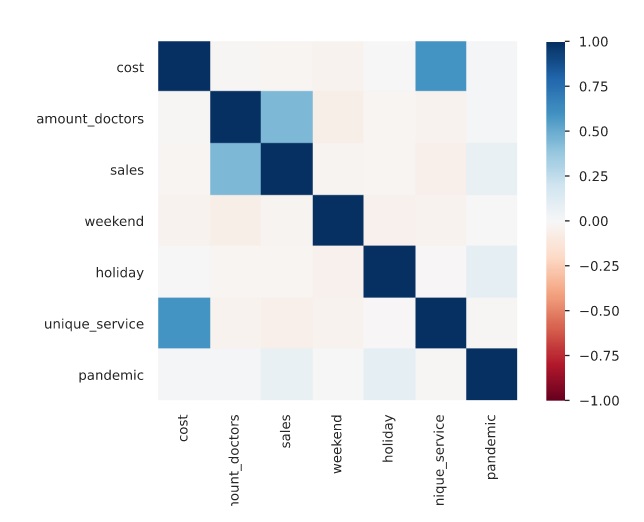 cost
amount_doctors
sales
weekend
holiday
unique_service
pandemic
cost
nount_doctors
sales
weekend
holiday
nique_service
pandemic
1.00
0.75
0.50
0.25
0.00
−0.25
−0.50
−0.75
−1.00